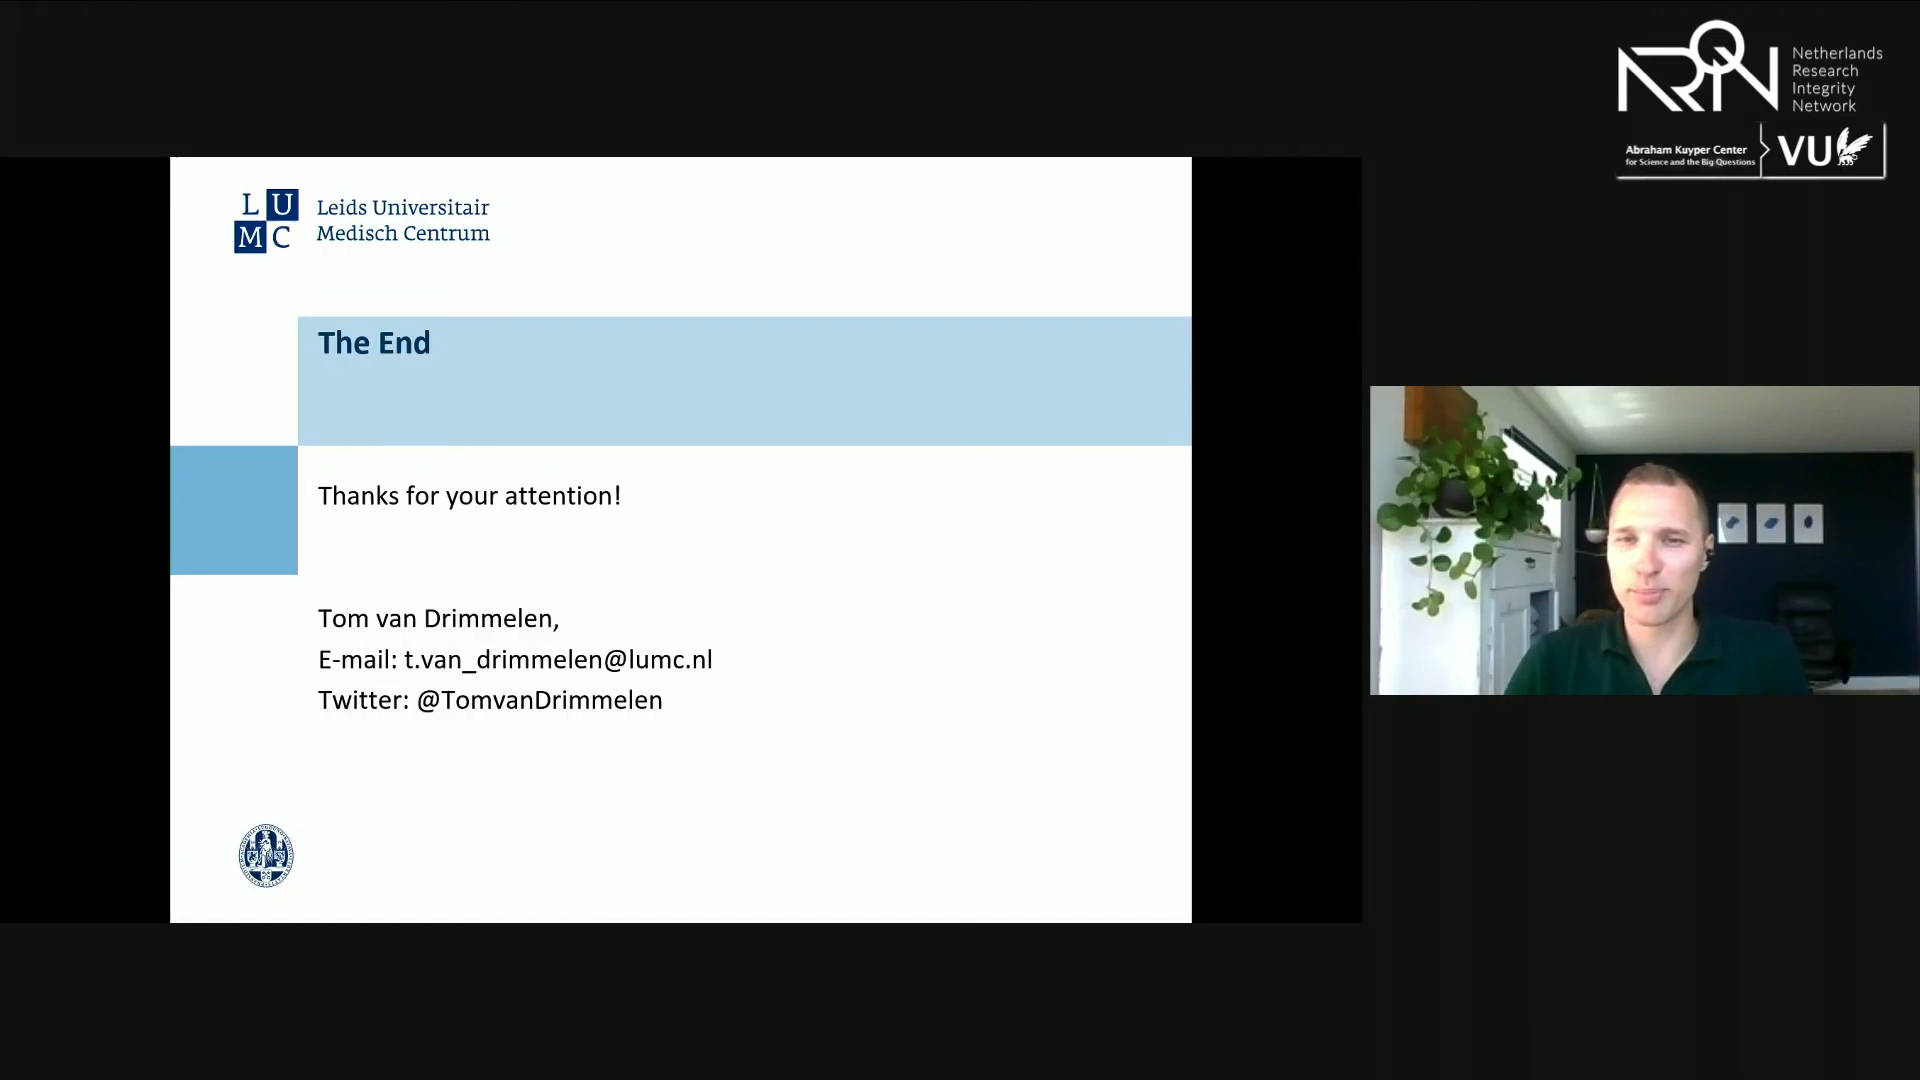 NRIN
Netherlands
Research
Integrity
Network
Abraham Kuyper Center
for Science and the Big Questions
VU
L U
M C
Leids Universitair
Medisch Centrum
The End
Thanks for your attention!
Tom van Drimmelen,
E-mail: t.van_drimmelen@lumc.nl
Twitter: @TomvanDrimmelen